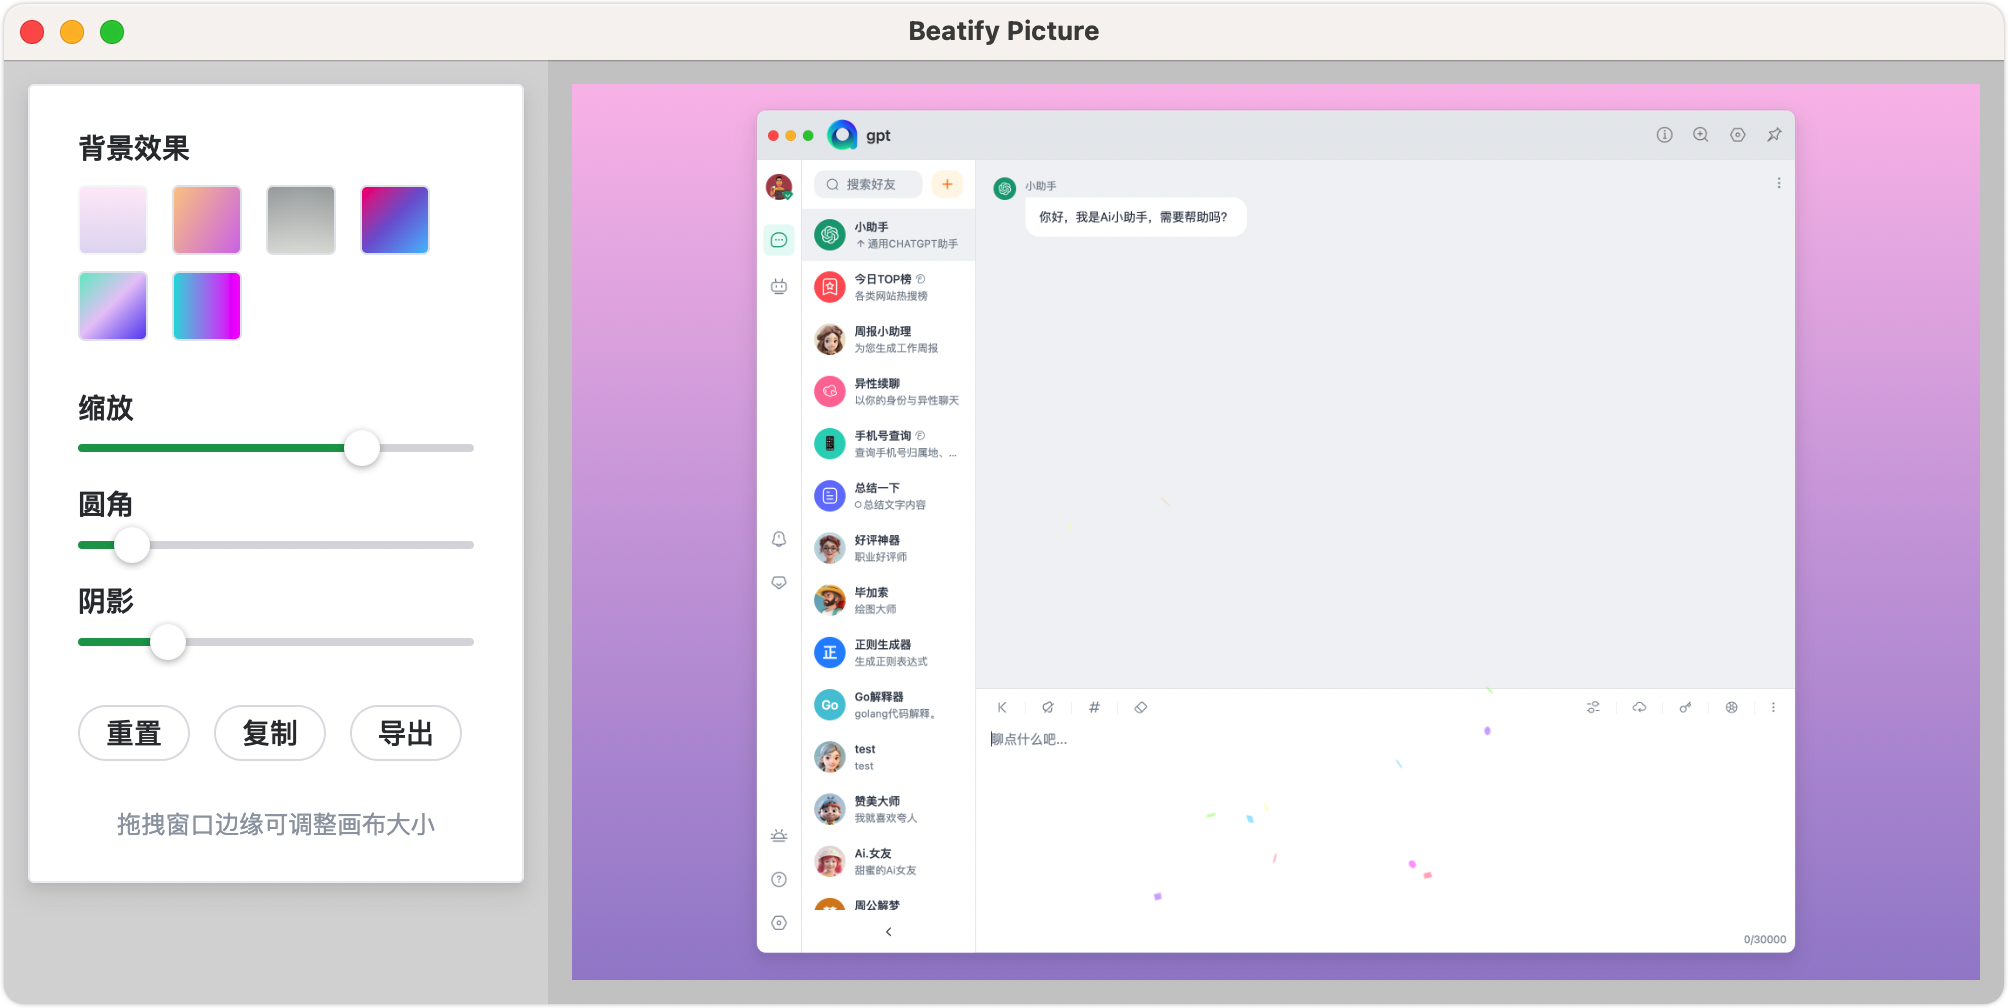 Beatify Picture
背景效果
缩放
圆角
阴影
重置
复制
导出
拖拽窗口边缘可调整画布大小
gpt
搜索好友
小助手
通用CHATGPT助手
今日TOP榜
各类网站热搜榜
周报小助理
为您生成工作周报
异性续聊
以你的身份与异性聊天
手机号查询
查询手机号归属地、...
总结一下
总结文字内容
好评神器
职业好评师
毕加索
绘图大师
正
正则生成器
生成正则表达式
Go
Go解释器
golang代码解释。
test
test
赞美大师
我就喜欢夸人
Ai.女友
甜蜜的Ai女友
周公解梦
小助手
你好，我是Ai小助手，需要帮助吗?
聊点什么吧...
0/30000